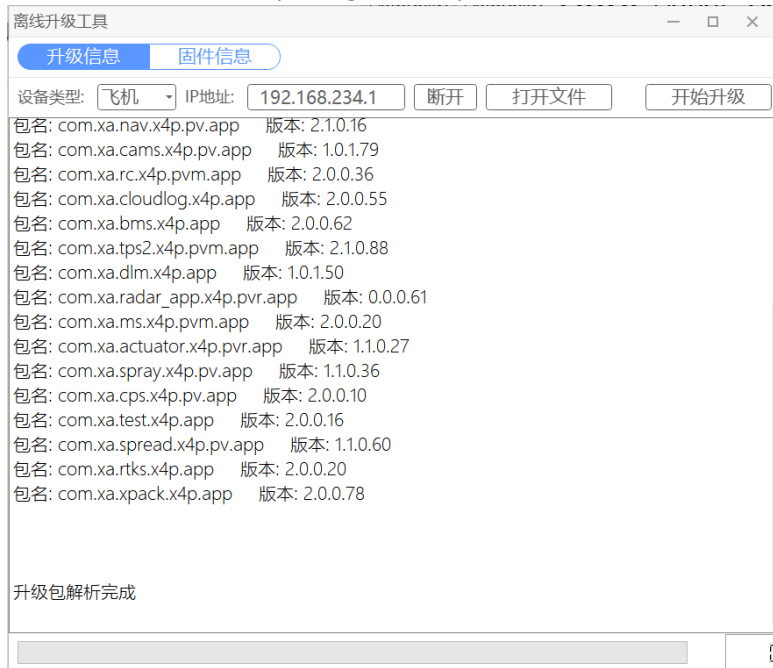 离线升级工具
升级信息 固件信息
设备类型: 飞机 IP地址: 192.168.234.1 断开 打开文件 开始升级
包名: com.xa.nav.x4p.pv.app 版本: 2.1.0.16
包名: com.xa.cams.x4p.pv.app 版本: 1.0.1.79
包名: com.xa.rc.x4p.pvm.app 版本: 2.0.0.36
包名: com.xa.cloudlog.x4p.app 版本: 2.0.0.55
包名: com.xa.bms.x4p.app 版本: 2.0.0.62
包名: com.xa.tps2.x4p.pvm.app 版本: 2.1.0.88
包名: com.xa.dlm.x4p.app 版本: 1.0.1.50
包名: com.xa.radar_app.x4p.pvr.app 版本: 0.0.0.61
包名: com.xa.ms.x4p.pvm.app 版本: 2.0.0.20
包名: com.xa.actuator.x4p.pvr.app 版本: 1.1.0.27
包名: com.xa.spray.x4p.pv.app 版本: 1.1.0.36
包名: com.xa.cps.x4p.pv.app 版本: 2.0.0.10
包名: com.xa.test.x4p.app 版本: 2.0.0.16
包名: com.xa.spread.x4p.pv.app 版本: 1.1.0.60
包名: com.xa.rtks.x4p.app 版本: 2.0.0.20
包名: com.xa.xpack.x4p.app 版本: 2.0.0.78
升级包解析完成